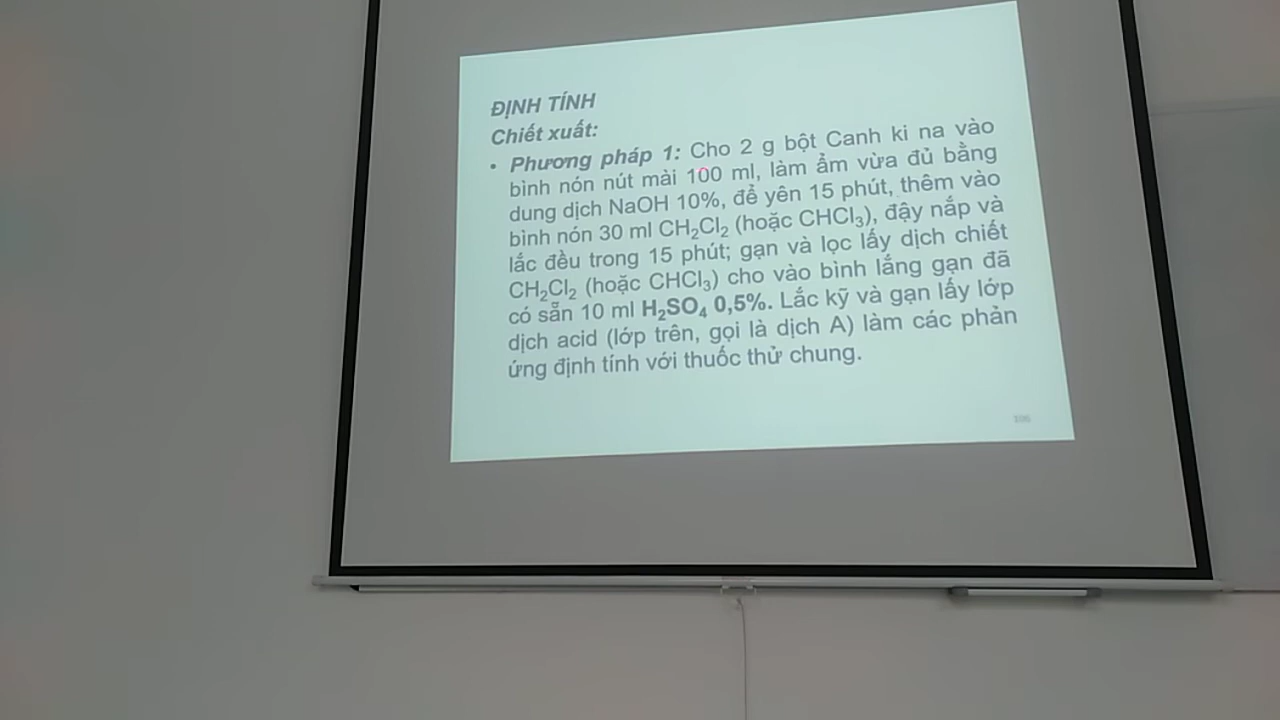 ĐỊNH TÍNH
Chiết xuất:
• Phương pháp 1: Cho 2 g bột Canh ki na vào
bình nón nút mài 100 ml, làm ẩm vừa đủ bằng
dung dịch NaOH 10%, để yên 15 phút, thêm vào
bình nón 30 ml CH₂Cl₂ (hoặc CHCl₃), đậy nắp và
lắc đều trong 15 phút; gạn và lọc lấy dịch chiết
CH₂Cl₂ (hoặc CHCl₃) cho vào bình lắng gạn đã
có sẵn 10 ml H₂SO₄ 0,5%. Lắc kỹ và gạn lấy lớp
dịch acid (lớp trên, gọi là dịch A) làm các phản
ứng định tính với thuốc thử chung.